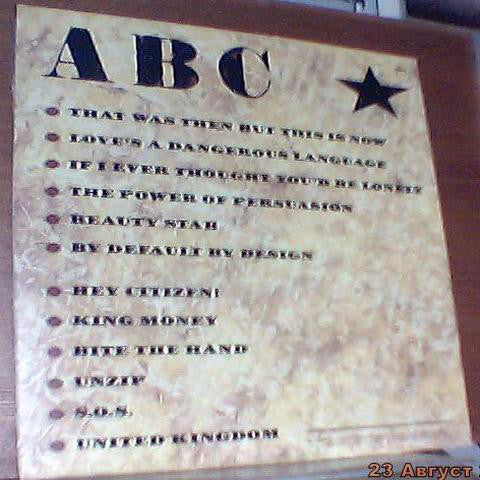 ABC
THAT WAS THEN BUT THIS IS NOW
LOVE'S A DANGEROUS LANGUAGE
IF I EVER THOUGHT YOU'D BE LONELY
THE POWER OF PERSUASION
BEAUTY STAB
BY DEFAULT BY DESIGN
HEY CITIZEN!
KING MONEY
BITE THE HAND
UNZIP
S.O.S.
UNITED KINGDOM
23 Август